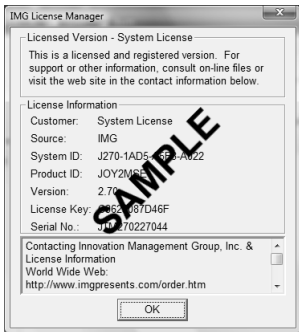 IMG License Manager
Licensed Version - System License
This is a licensed and registered version. For
support or other information, consult on-line files or
visit the web site in the contact information below.
License Information
Customer: System License
Source: IMG
System ID:
Product ID:
Version: 2.70
License Key:
Serial No.:
SAMPLE
Contacting Innovation Management Group, Inc. &
License Information
World Wide Web:
http://www.imgpresents.com/order.htm
OK